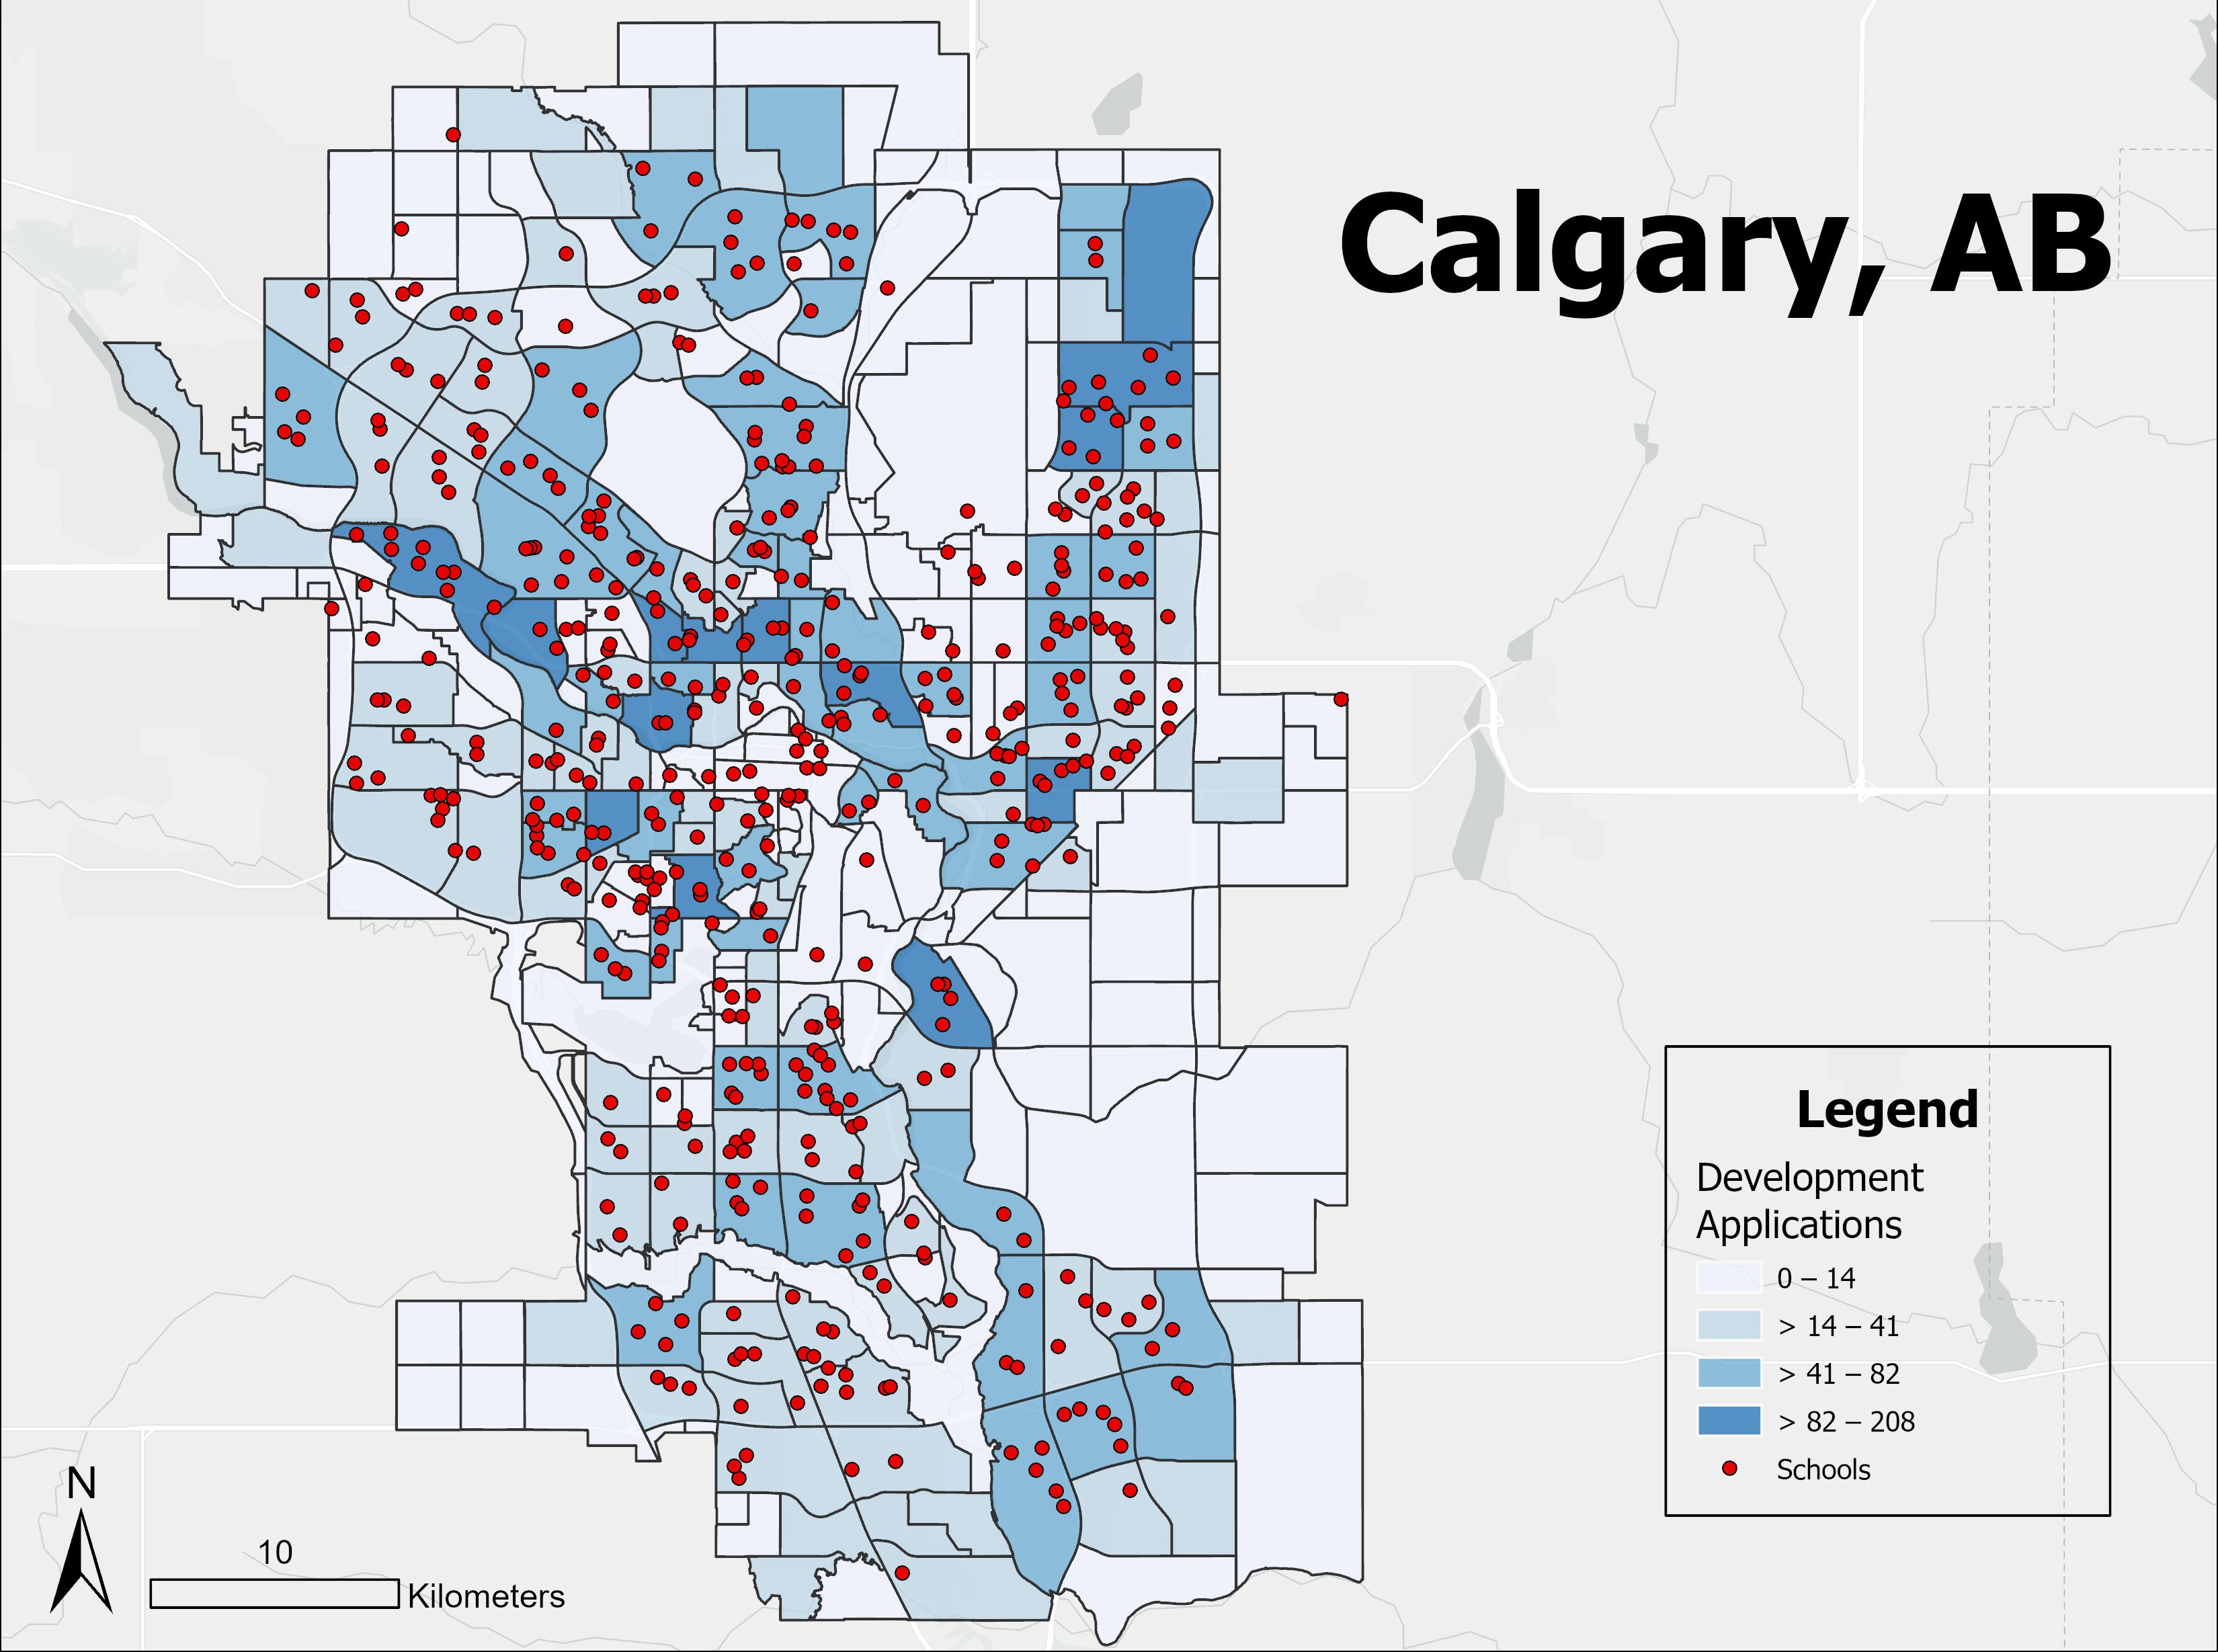 Calgary, AB
Legend
Development
Applications
0 – 14
> 14 – 41
> 41 – 82
> 82 – 208
Schools
N
10
Kilometers